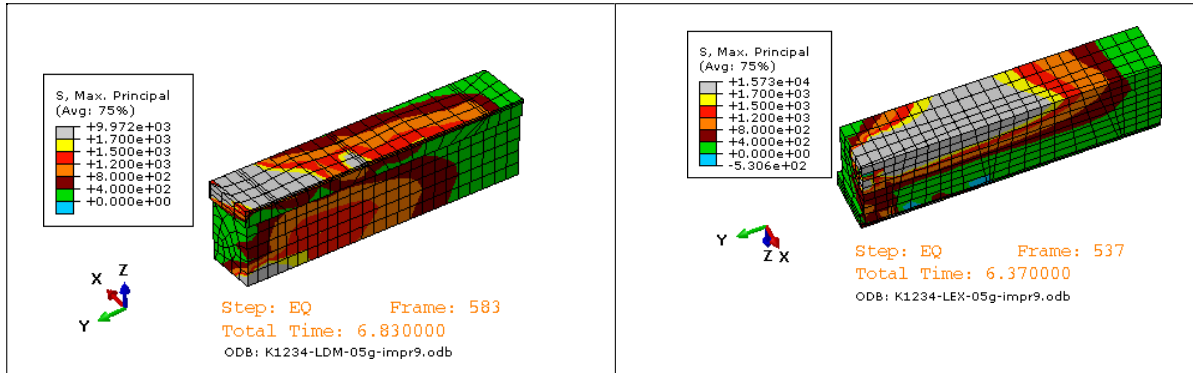 S, Max. Principal
(Avg: 75%)
+9.972e+03
+1.700e+03
+1.500e+03
+1.200e+03
+8.000e+02
+4.000e+02
+0.000e+00
X
Z
Y
Step: EQ Frame: 583
Total Time: 6.830000
ODB: K1234-LDM-05g-impr9.odb
S, Max. Principal
(Avg: 75%)
+1.573e+04
+1.700e+03
+1.500e+03
+1.200e+03
+8.000e+02
+4.000e+02
+0.000e+00
-5.306e+02
Y
Z X
Step: EQ Frame: 537
Total Time: 6.370000
ODB: K1234-LEX-05g-impr9.odb